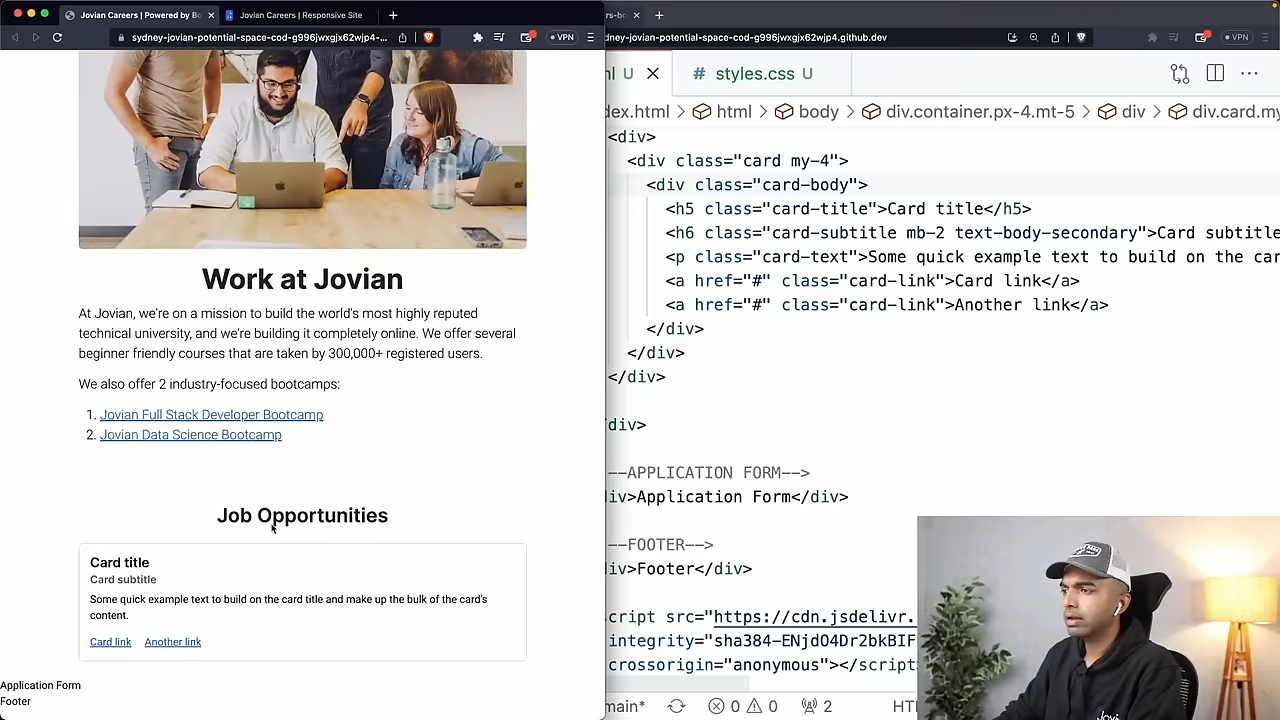 Jovian Careers | Powered by Bo
Jovian Careers | Responsive Site
sydney-jovian-potential-space-cod-g996jwxgjx62wjp4-...
VPN
Work at Jovian
At Jovian, we're on a mission to build the world's most highly reputed
technical university, and we're building it completely online. We offer several
beginner friendly courses that are taken by 300,000+ registered users.
We also offer 2 industry-focused bootcamps:
1. Jovian Full Stack Developer Bootcamp
2. Jovian Data Science Bootcamp
Job Opportunities
Card title
Card subtitle
Some quick example text to build on the card title and make up the bulk of the card's
content.
Card link Another link
Application Form
Footer
rs-bo
dney-jovian-potential-space-cod-g996jwxgjx62wjp4.github.dev
VPN
ml U
# styles.css U
dex.html > html > body > div.container.px-4.mt-5 > div > div.card.my
<div>
<div class="card my-4">
<div class="card-body">
<h5 class="card-title">Card title</h5>
<h6 class="card-subtitle mb-2 text-body-secondary">Card subtitle
<p class="card-text">Some quick example text to build on the car
<a href="#" class="card-link">Card link</a>
<a href="#" class="card-link">Another link</a>
</div>
</div>
</div>
/div>
--APPLICATION FORM-->
div>Application Form</div>
--FOOTER-->
div>Footer</div>
script src="https://cdn.jsdelivr.
integrity="sha384-ENjdO4Dr2bkBIF
crossorigin="anonymous"></script
main* 0 0 2 HT
Jovi